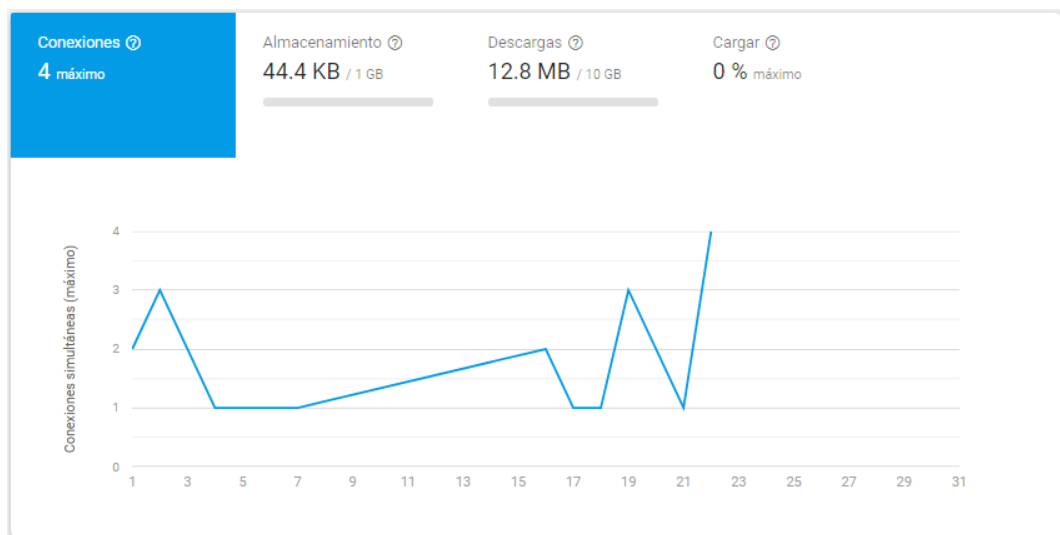 Conexiones
4 máximo
Almacenamiento
44.4 KB / 1 GB
Descargas
12.8 MB / 10 GB
Cargar
0 % máximo
Conexiones simultáneas (máximo)
4
3
2
1
0
1 3 5 7 9 11 13 15 17 19 21 23 25 27 29 31